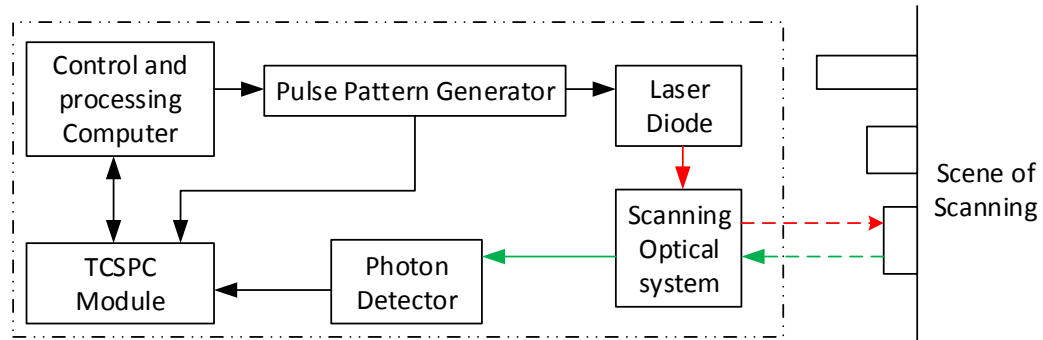 Control and
processing
Computer
Pulse Pattern Generator
Laser
Diode
Scene of
Scanning
Scanning
Optical
system
Photon
Detector
TCSPC
Module